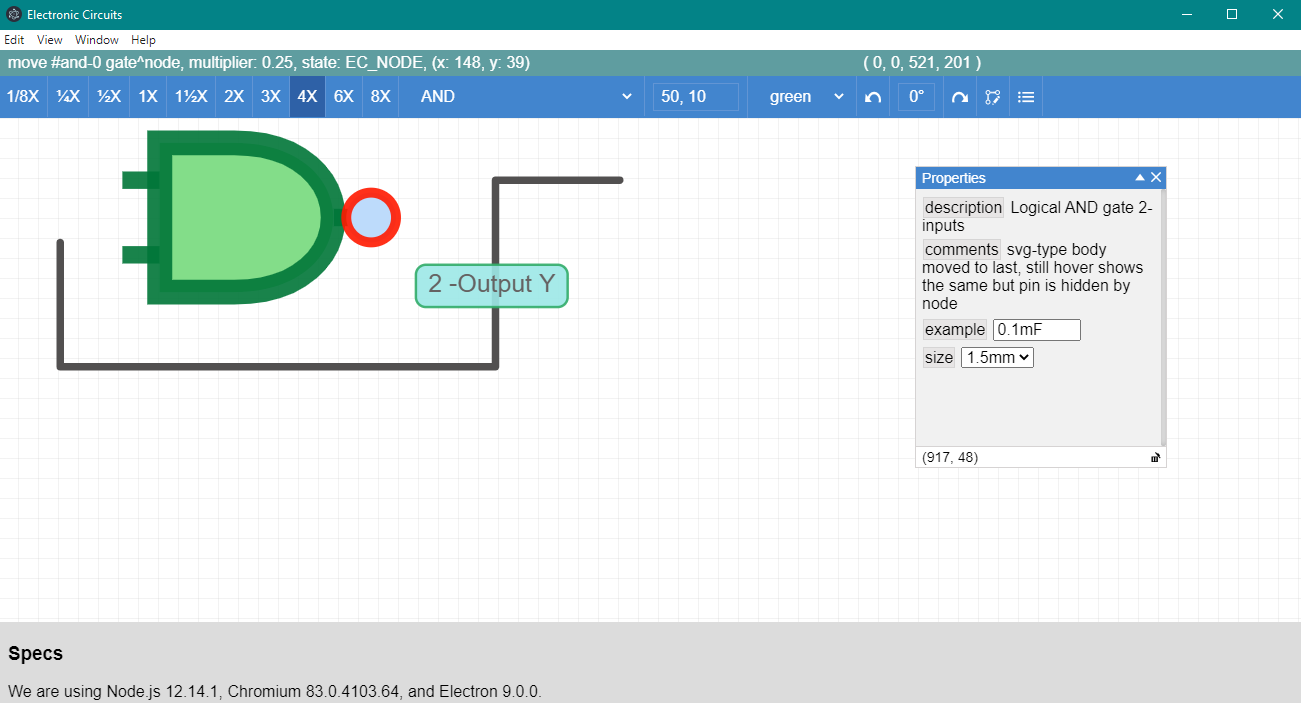 Electronic Circuits
Edit View Window Help
move #and-0 gate^node, multiplier: 0.25, state: EC_NODE, (x: 148, y: 39) ( 0, 0, 521, 201 )
1/8X ¼X ½X 1X 1½X 2X 3X 4X 6X 8X AND 50, 10 green 0°
Properties
description Logical AND gate 2-
inputs
comments svg-type body
moved to last, still hover shows
the same but pin is hidden by
node
example 0.1mF
size 1.5mm
(917, 48)
2 -Output Y
Specs
We are using Node.js 12.14.1, Chromium 83.0.4103.64, and Electron 9.0.0.